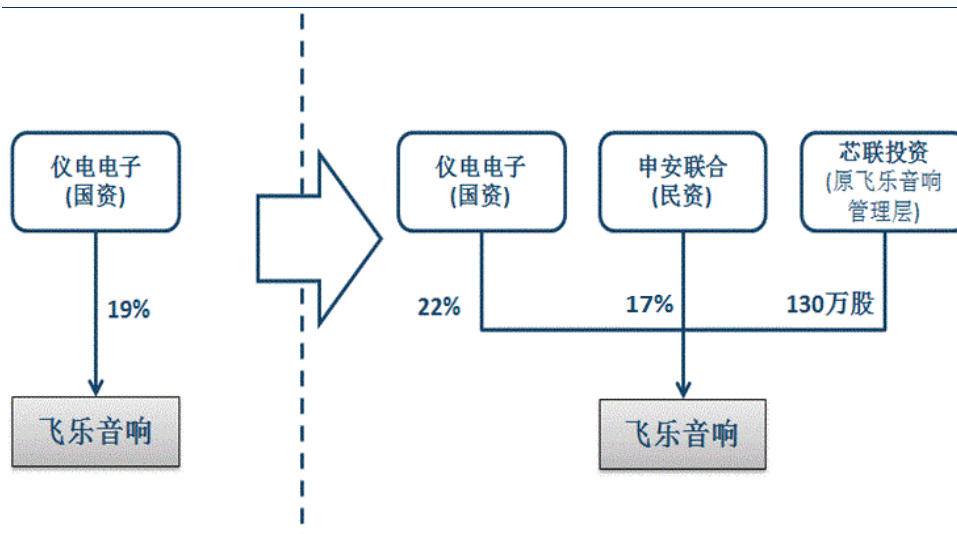 仪电电子
(国资)
19%
飞乐音响
仪电电子
(国资)
申安联合
(民资)
芯联投资
(原飞乐音响
管理层)
22%
17%
130万股
飞乐音响